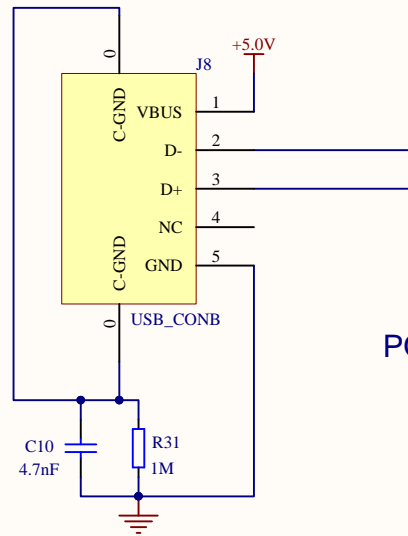 +5.0V
J8
0
C-GND
VBUS
1
D-
2
D+
3
NC
4
GND
5
C-GND
0
USB_CONB
C10
4.7nF
R31
1M